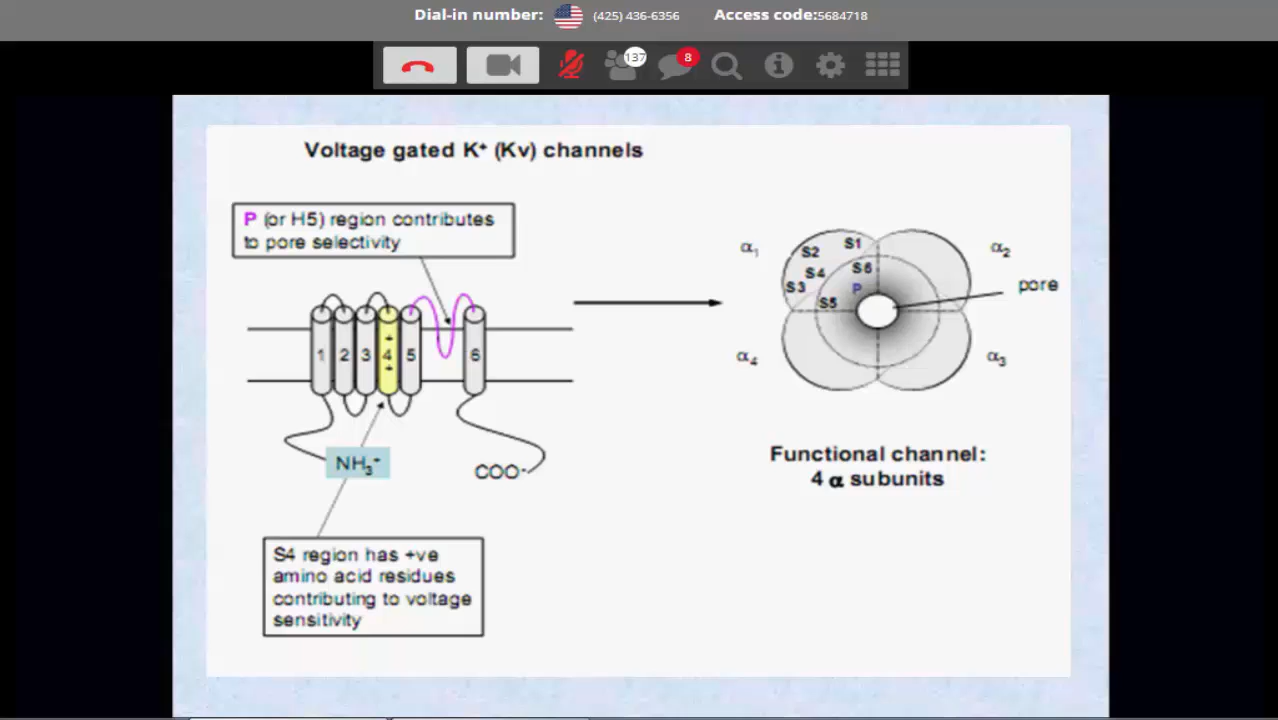 Dial-in number: (425) 436-6356 Access code:5684718
137
8
Voltage gated K⁺ (Kv) channels
P (or H5) region contributes
to pore selectivity
1 2 3 4 5 6
+
+
NH₃⁺
COO⁻
S4 region has +ve
amino acid residues
contributing to voltage
sensitivity
α₁
α₂
α₃
α₄
S1
S2
S3
S4
S5
S6
P
pore
Functional channel:
4 α subunits